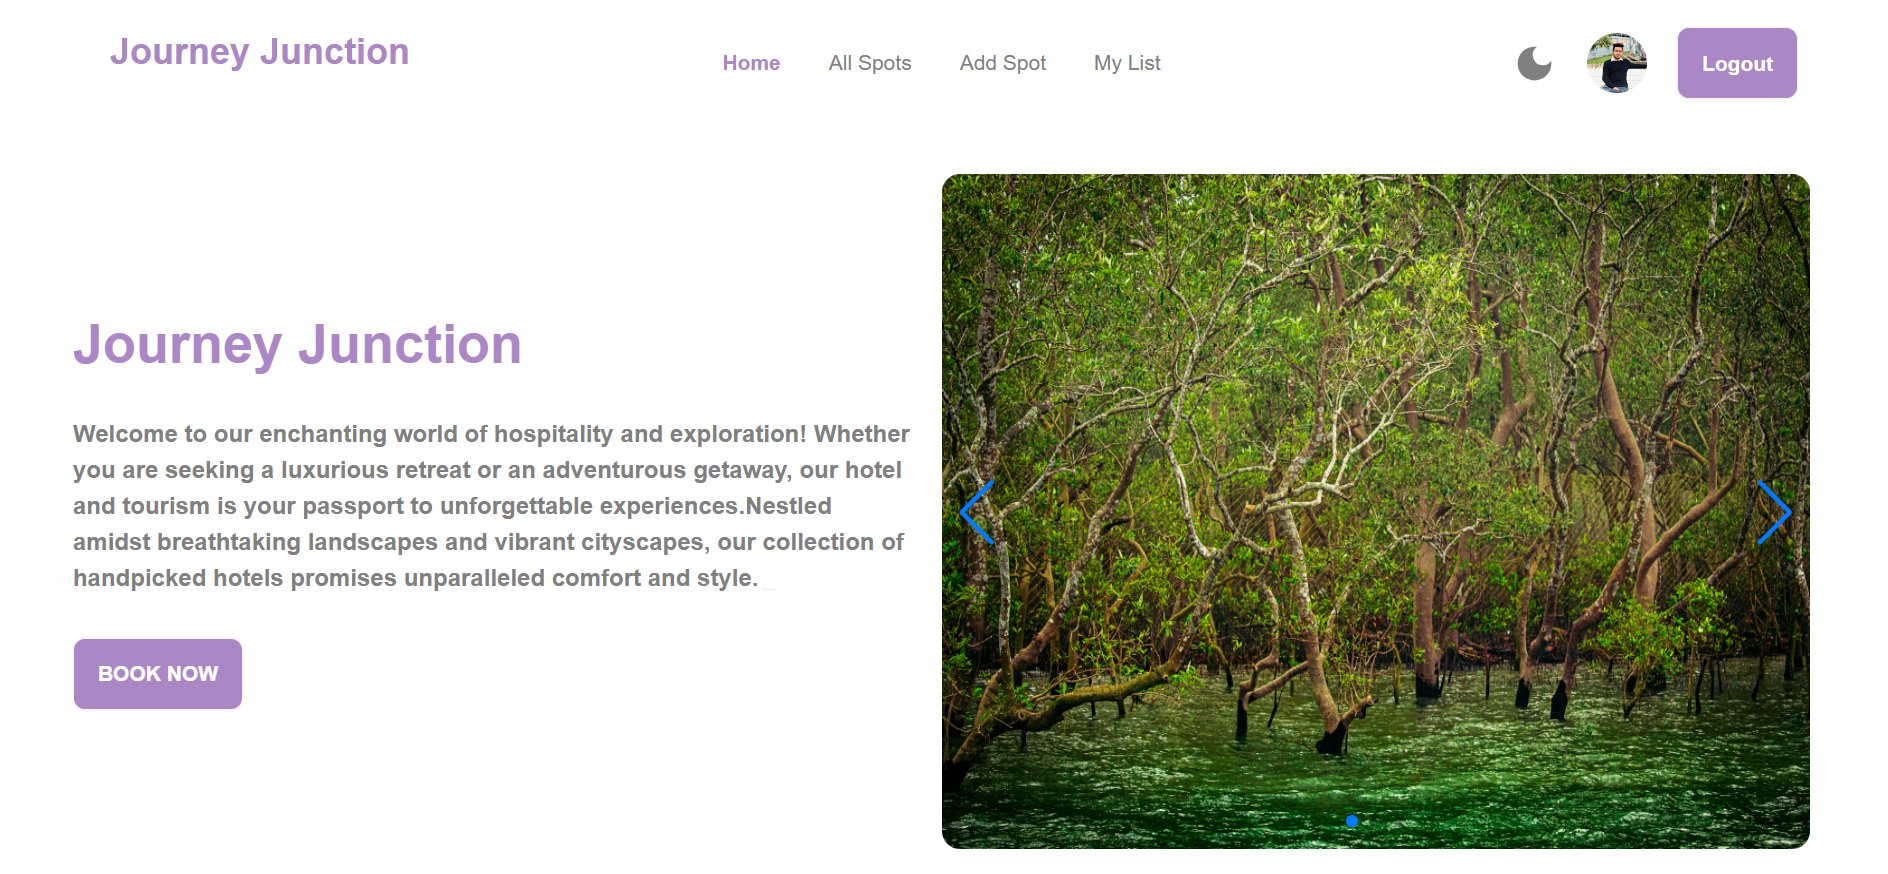 Journey Junction
Home
All Spots
Add Spot
My List
Logout
Journey Junction
Welcome to our enchanting world of hospitality and exploration! Whether
you are seeking a luxurious retreat or an adventurous getaway, our hotel
and tourism is your passport to unforgettable experiences.Nestled
amidst breathtaking landscapes and vibrant cityscapes, our collection of
handpicked hotels promises unparalleled comfort and style. _
BOOK NOW